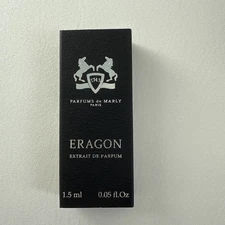 PARFUMS de MARLY
PARIS
ERAGON
EXTRAIT DE PARFUM
1.5 ml 0.05 fl.Oz